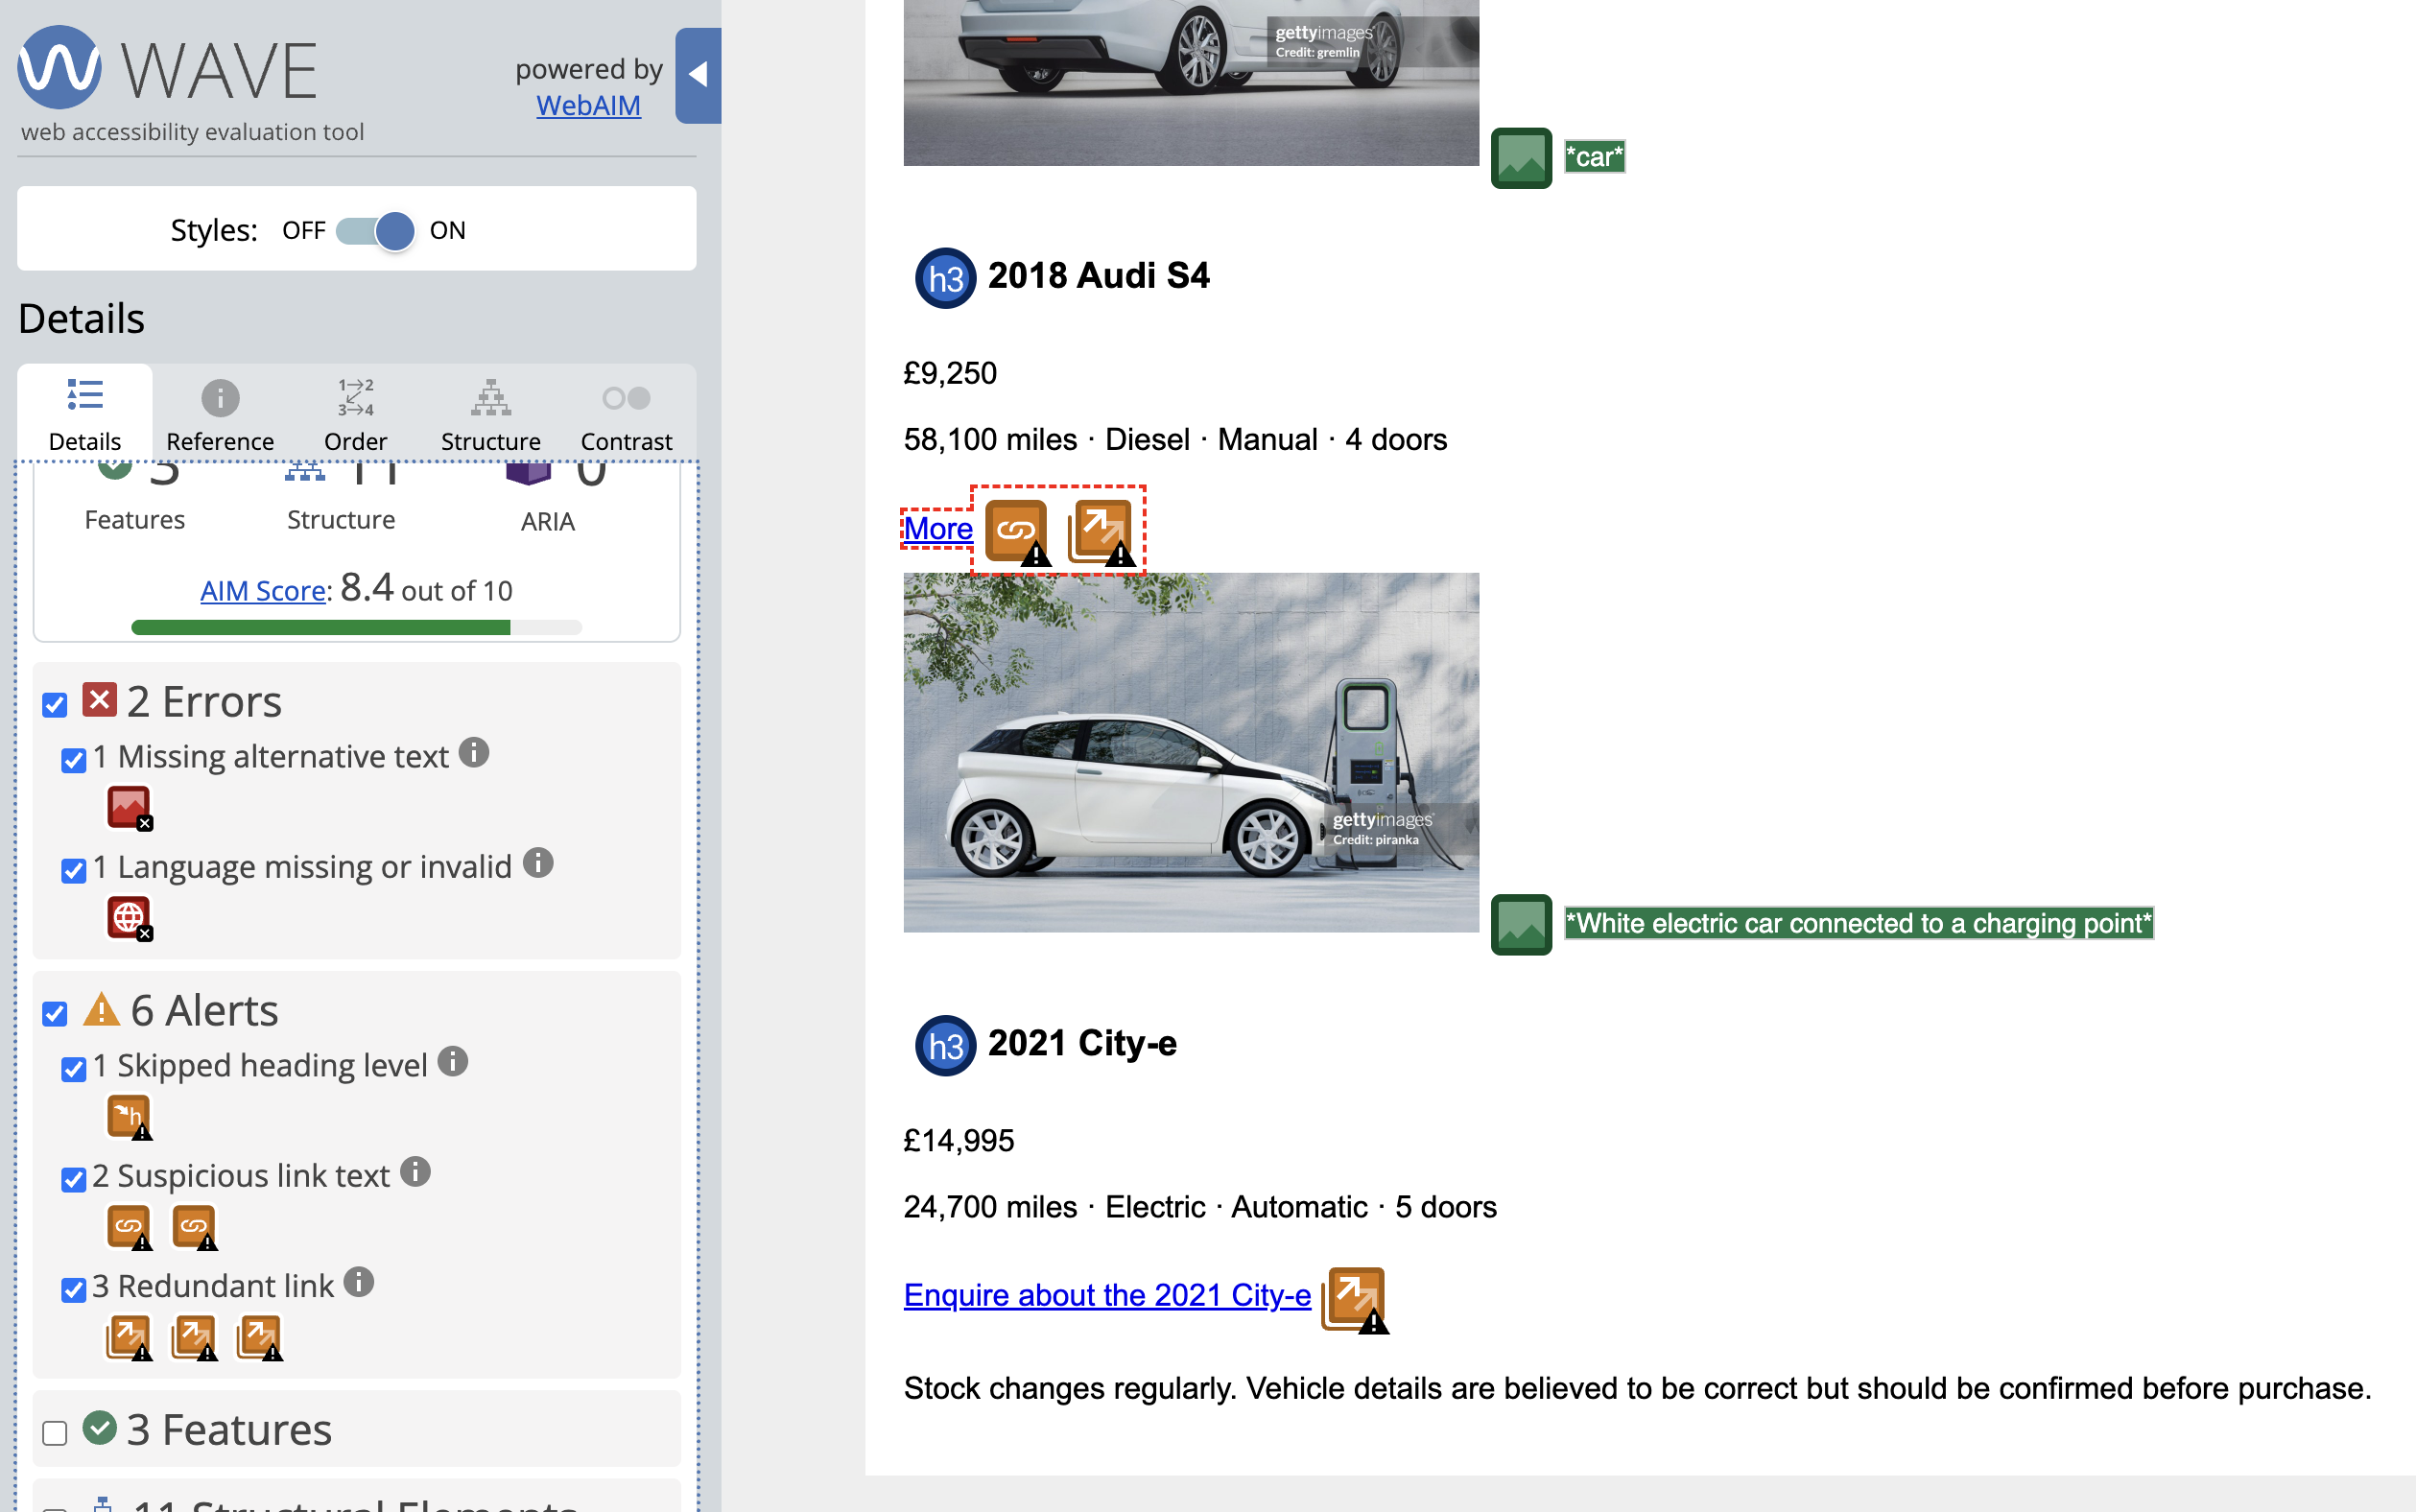 WAVE
powered by
WebAIM
web accessibility evaluation tool
Styles: OFF ON
Details
Details Reference Order Structure Contrast
3 11 0
Features Structure ARIA
AIM Score: 8.4 out of 10
2 Errors
1 Missing alternative text
1 Language missing or invalid
6 Alerts
1 Skipped heading level
2 Suspicious link text
3 Redundant link
3 Features
11 Structural Elements
gettyimages
Credit: gremlin
*car*
h3 2018 Audi S4
£9,250
58,100 miles · Diesel · Manual · 4 doors
More
gettyimages
Credit: piranka
*White electric car connected to a charging point*
h3 2021 City-e
£14,995
24,700 miles · Electric · Automatic · 5 doors
Enquire about the 2021 City-e
Stock changes regularly. Vehicle details are believed to be correct but should be confirmed before purchase.